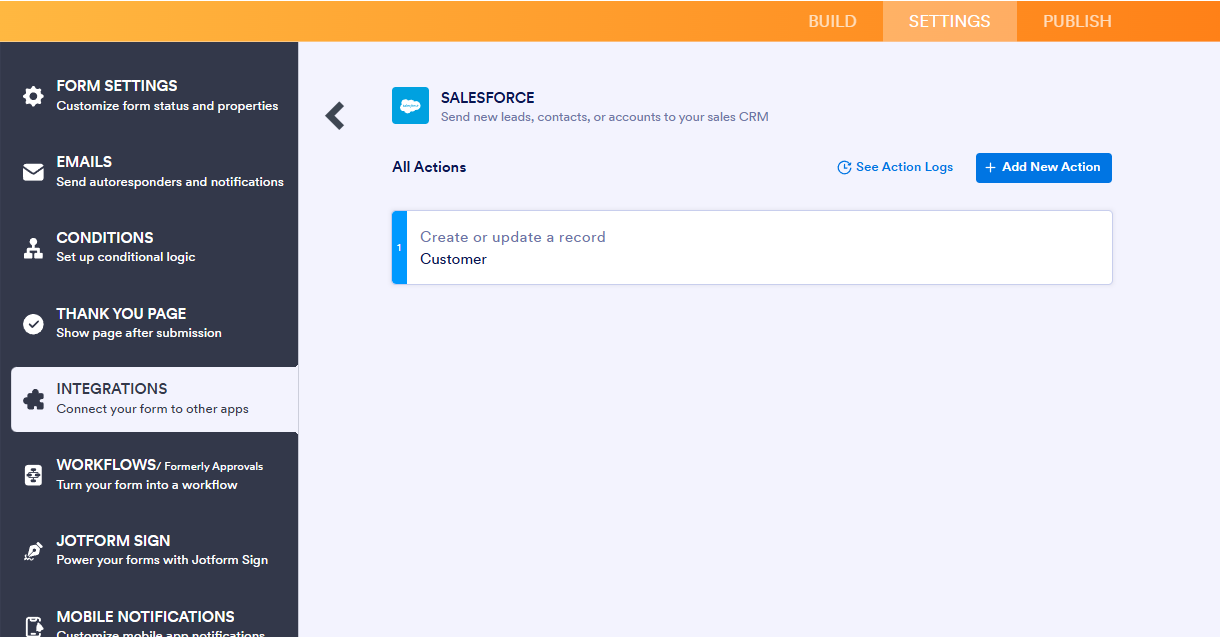 BUILD
SETTINGS
PUBLISH
FORM SETTINGS
Customize form status and properties
EMAILS
Send autoresponders and notifications
CONDITIONS
Set up conditional logic
THANK YOU PAGE
Show page after submission
INTEGRATIONS
Connect your form to other apps
WORKFLOWS/ Formerly Approvals
Turn your form into a workflow
JOTFORM SIGN
Power your forms with Jotform Sign
MOBILE NOTIFICATIONS
Customize mobile app notifications
SALESFORCE
Send new leads, contacts, or accounts to your sales CRM
All Actions
See Action Logs
+ Add New Action
1
Create or update a record
Customer